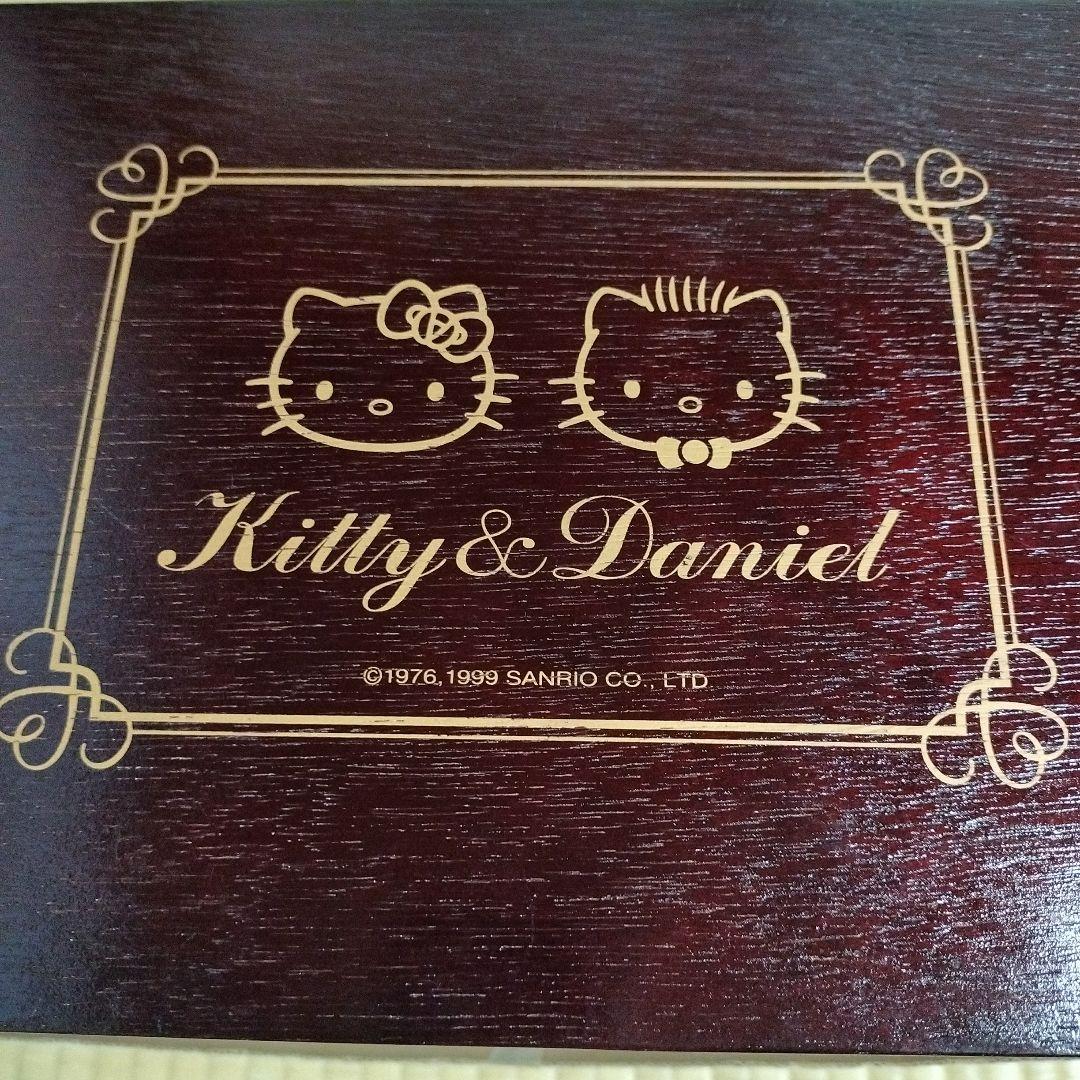 Kitty & Daniel
©1976, 1999 SANRIO CO., LTD.